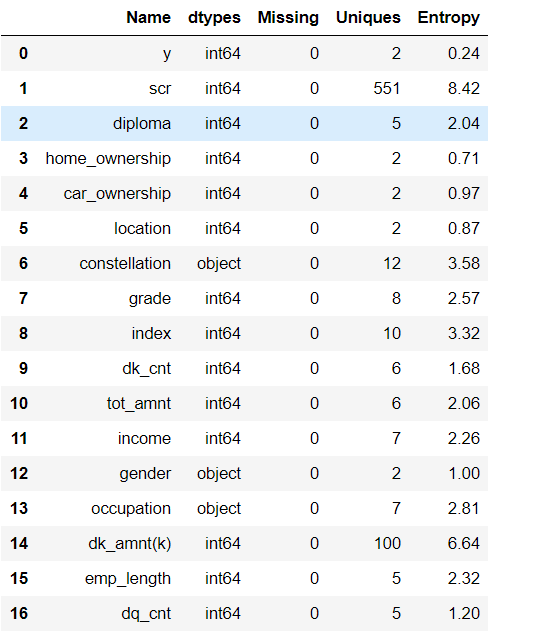 Name dtypes Missing Uniques Entropy
0 y int64 0 2 0.24
1 scr int64 0 551 8.42
2 diploma int64 0 5 2.04
3 home_ownership int64 0 2 0.71
4 car_ownership int64 0 2 0.97
5 location int64 0 2 0.87
6 constellation object 0 12 3.58
7 grade int64 0 8 2.57
8 index int64 0 10 3.32
9 dk_cnt int64 0 6 1.68
10 tot_amnt int64 0 6 2.06
11 income int64 0 7 2.26
12 gender object 0 2 1.00
13 occupation object 0 7 2.81
14 dk_amnt(k) int64 0 100 6.64
15 emp_length int64 0 5 2.32
16 dq_cnt int64 0 5 1.20